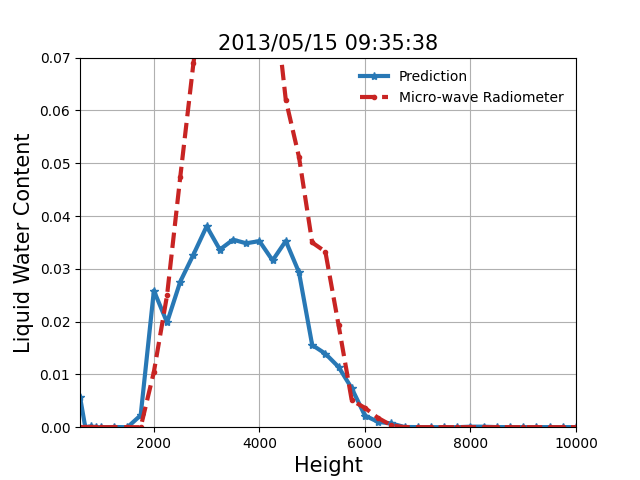 2013/05/15 09:35:38
0.07
0.06
0.05
0.04
0.03
0.02
0.01
0.00
Liquid Water Content
Prediction
Micro-wave Radiometer
2000 4000 6000 8000 10000
Height